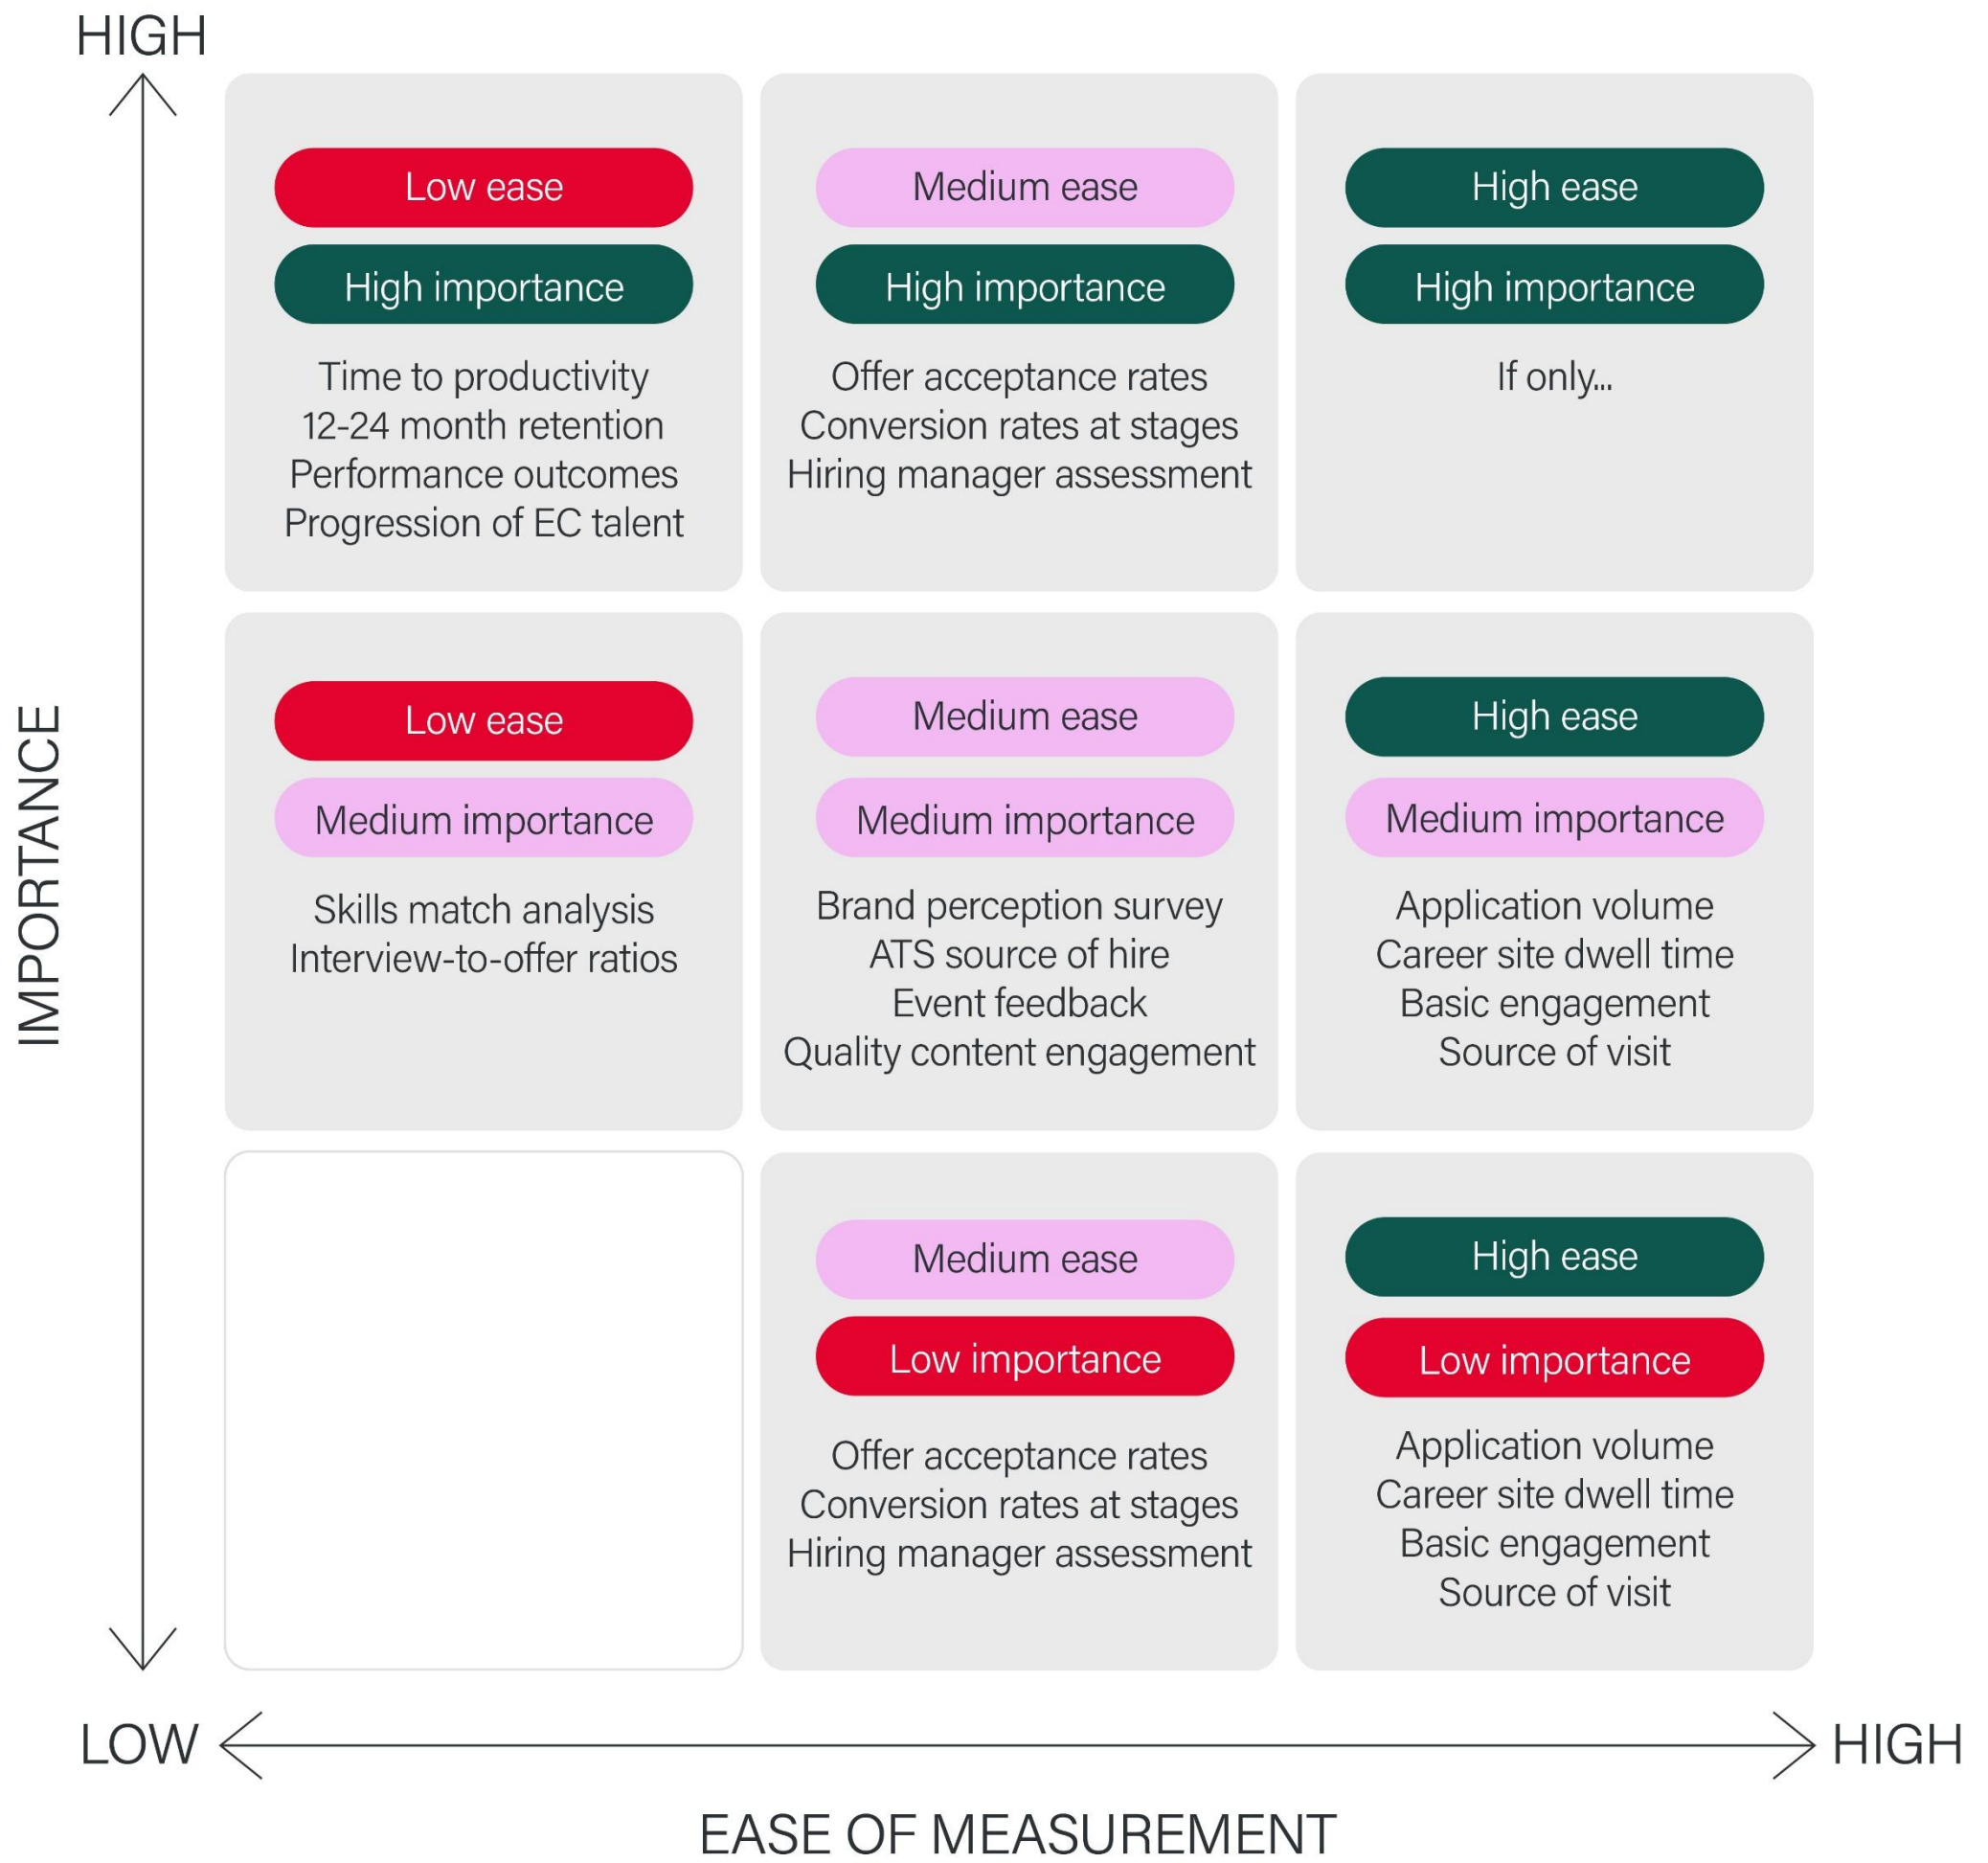 HIGH
Low ease
High importance
Time to productivity
12-24 month retention
Performance outcomes
Progression of EC talent
Medium ease
High importance
Offer acceptance rates
Conversion rates at stages
Hiring manager assessment
High ease
High importance
If only...
IMPORTANCE
Low ease
Medium importance
Skills match analysis
Interview-to-offer ratios
Medium ease
Medium importance
Brand perception survey
ATS source of hire
Event feedback
Quality content engagement
High ease
Medium importance
Application volume
Career site dwell time
Basic engagement
Source of visit
Medium ease
Low importance
Offer acceptance rates
Conversion rates at stages
Hiring manager assessment
High ease
Low importance
Application volume
Career site dwell time
Basic engagement
Source of visit
LOW
HIGH
EASE OF MEASUREMENT